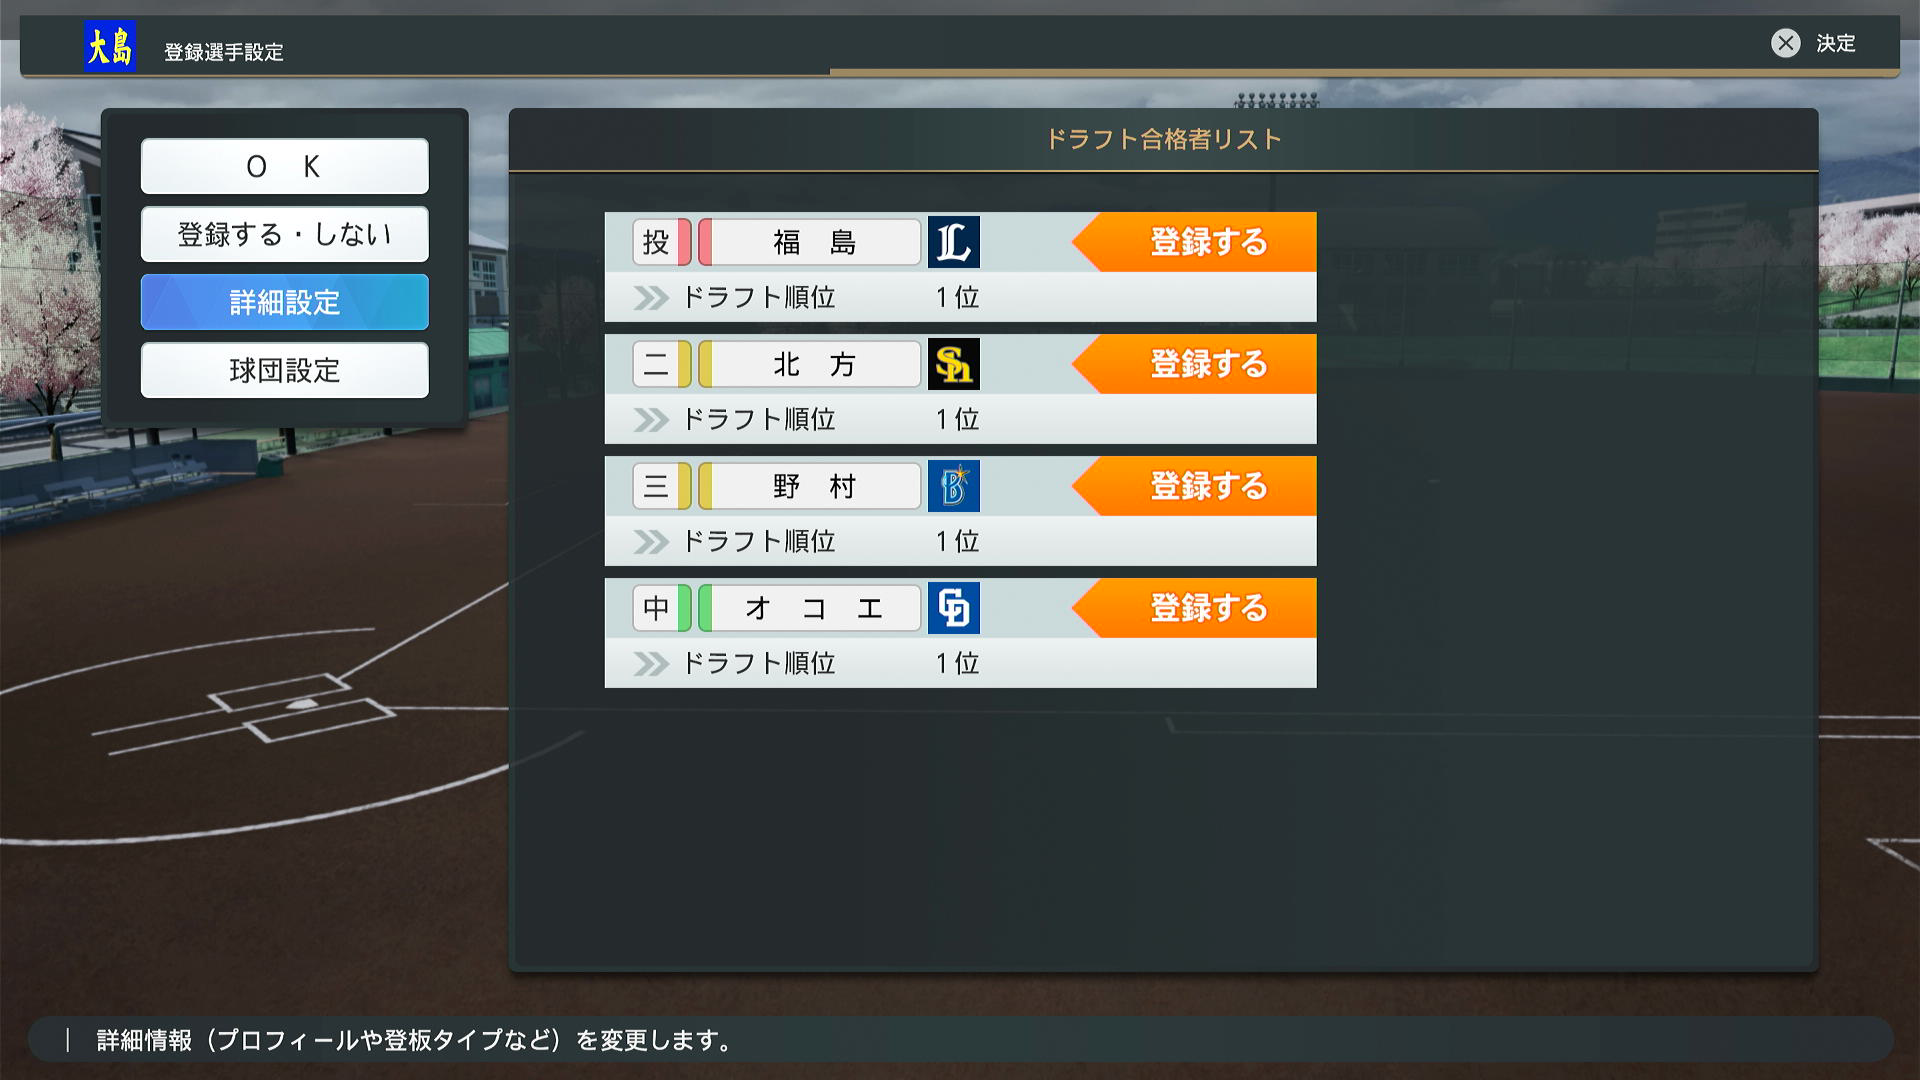 大島 登録選手設定
決定
O K
登録する・しない
詳細設定
球団設定
ドラフト合格者リスト
投 福島 L 登録する
ドラフト順位 1位
二 北方 Sh 登録する
ドラフト順位 1位
三 野村 B 登録する
ドラフト順位 1位
中 オコエ CD 登録する
ドラフト順位 1位
詳細情報（プロフィールや登板タイプなど）を変更します。